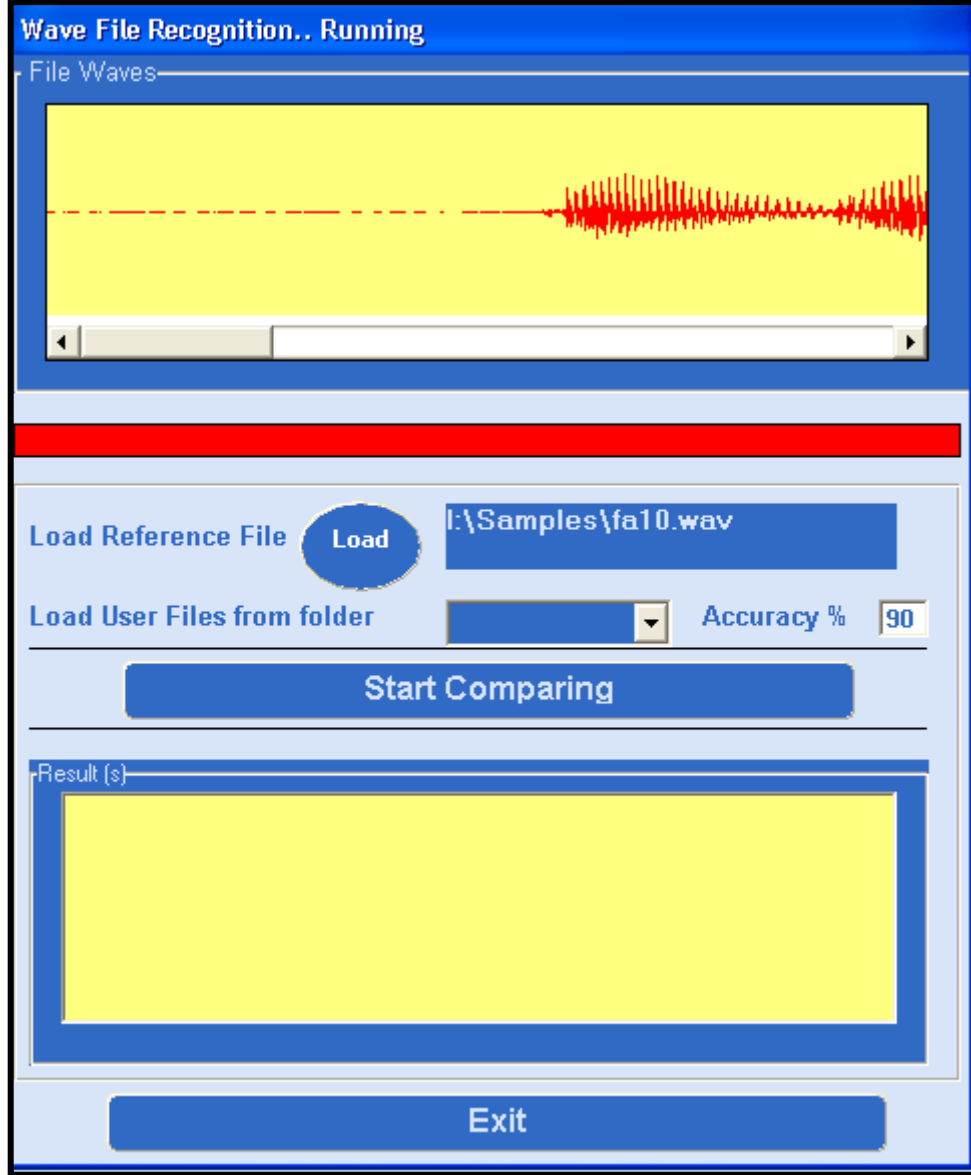 Wave File Recognition.. Running
File Waves
Load Reference File
Load
I:\Samples\fa10.wav
Load User Files from folder
Accuracy %
90
Start Comparing
Result (s)
Exit